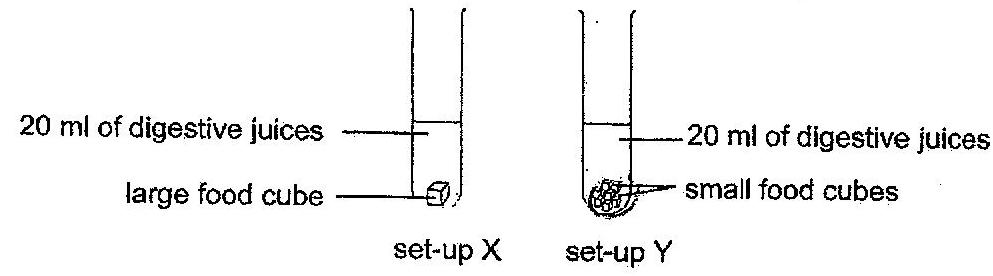 20 ml of digestive juices
large food cube
20 ml of digestive juices
small food cubes
set-up X
set-up Y